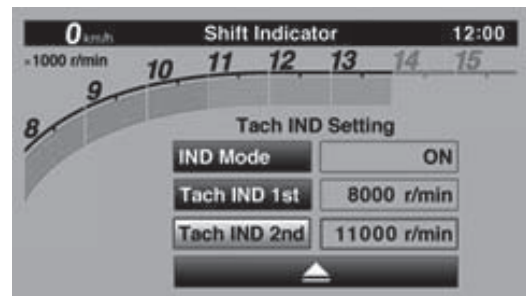 0 km/h Shift Indicator 12:00
×1000 r/min
8 9 10 11 12 13 14 15
Tach IND Setting
IND Mode ON
Tach IND 1st 8000 r/min
Tach IND 2nd 11000 r/min